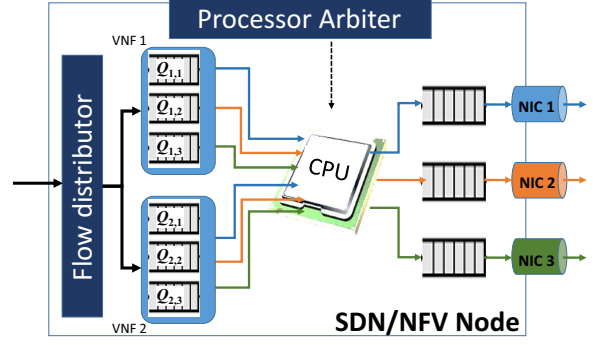 Processor Arbiter
VNF 1
Flow distributor
Q1,1
Q1,2
Q1,3
Q2,1
Q2,2
Q2,3
VNF 2
CPU
NIC 1
NIC 2
NIC 3
SDN/NFV Node